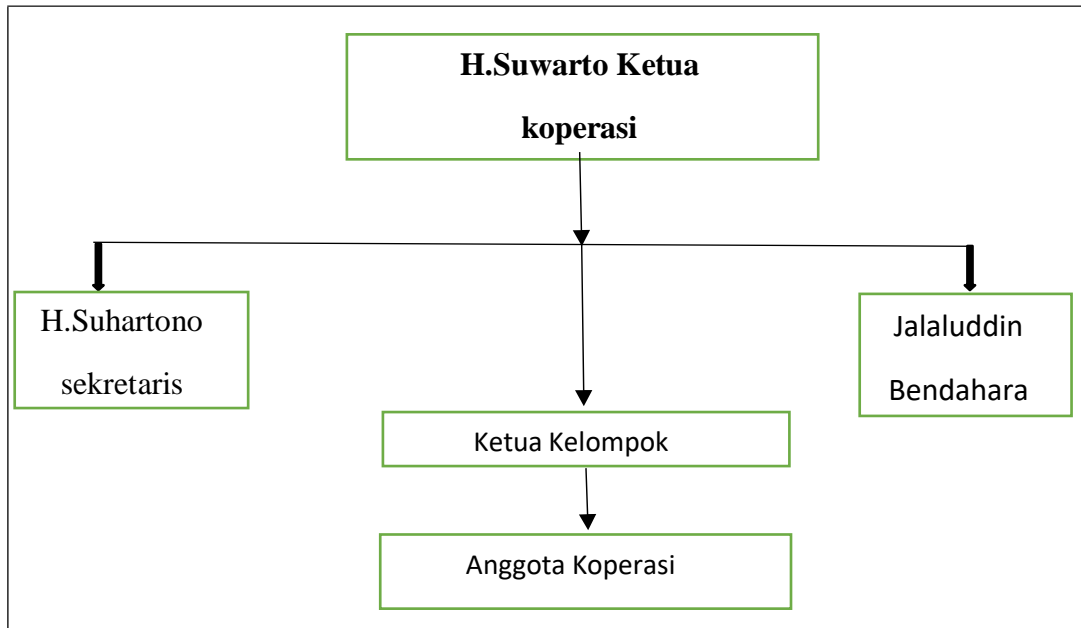 H.Suwarto Ketua
koperasi
H.Suhartono
sekretaris
Jalaluddin
Bendahara
Ketua Kelompok
Anggota Koperasi